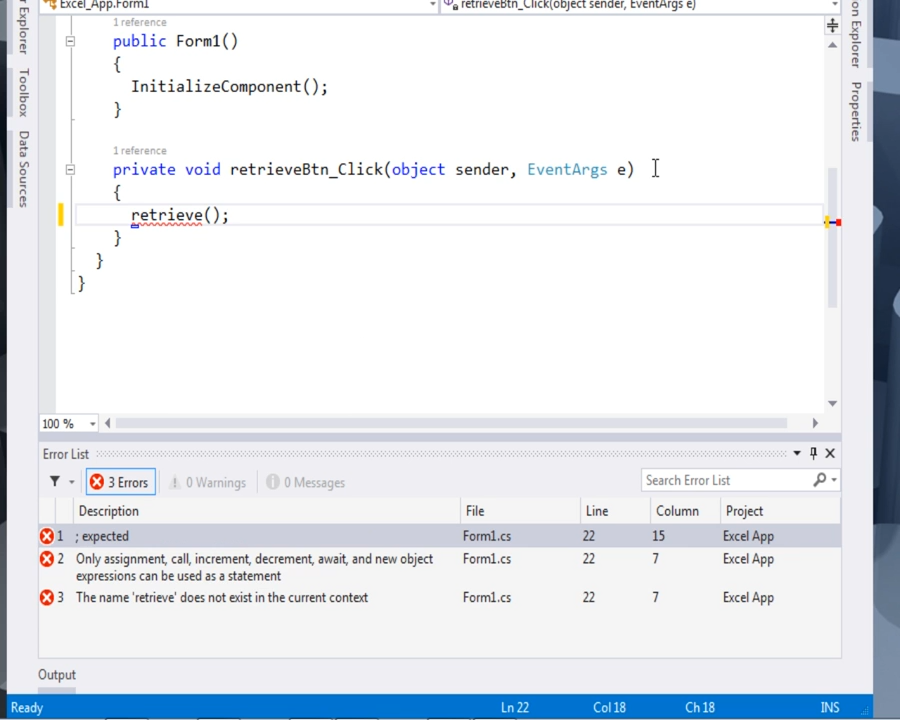 Excel_App.Form1
retrieveBtn_Click(object sender, EventArgs e)
Explorer
Toolbox
Data Sources
on Explorer
Properties
1 reference
public Form1()
{
InitializeComponent();
}
1 reference
private void retrieveBtn_Click(object sender, EventArgs e)
{
retrieve();
}
}
}
100 %
Error List
3 Errors
0 Warnings
0 Messages
Search Error List
Description File Line Column Project
1 ; expected Form1.cs 22 15 Excel App
2 Only assignment, call, increment, decrement, await, and new object Form1.cs 22 7 Excel App
expressions can be used as a statement
3 The name 'retrieve' does not exist in the current context Form1.cs 22 7 Excel App
Output
Ready Ln 22 Col 18 Ch 18 INS